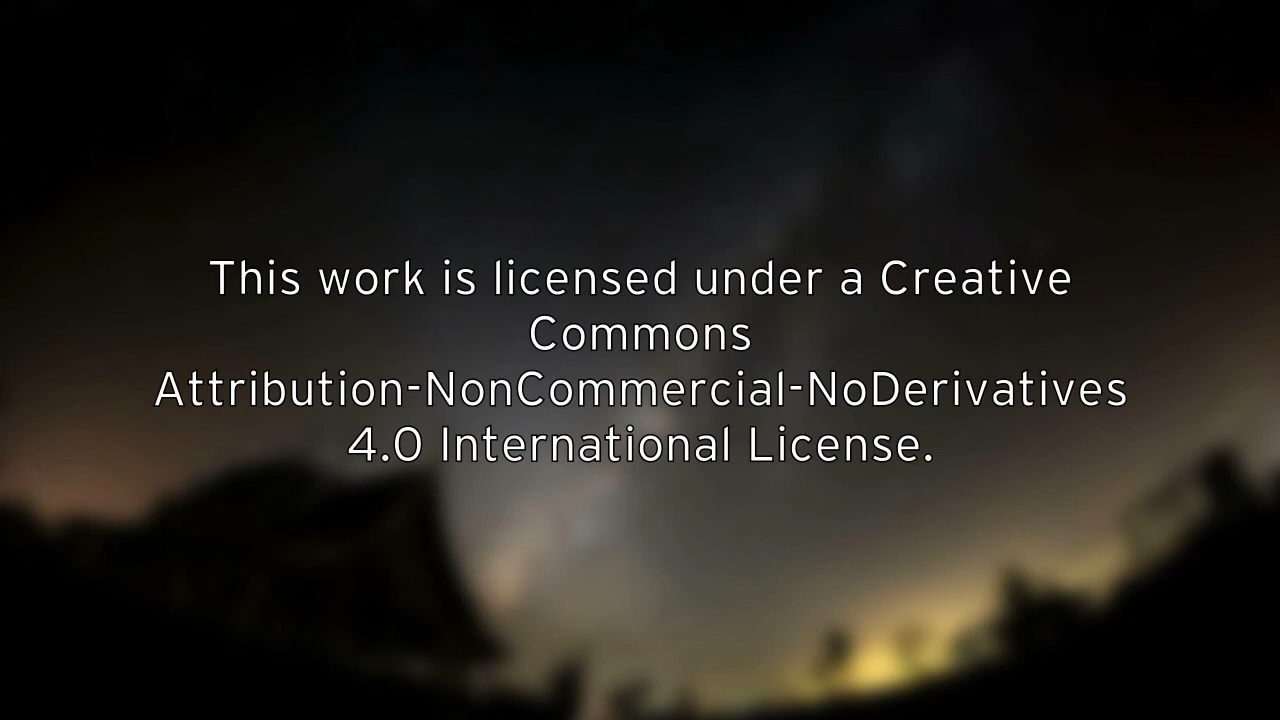 This work is licensed under a Creative
Commons
Attribution-NonCommercial-NoDerivatives
4.0 International License.